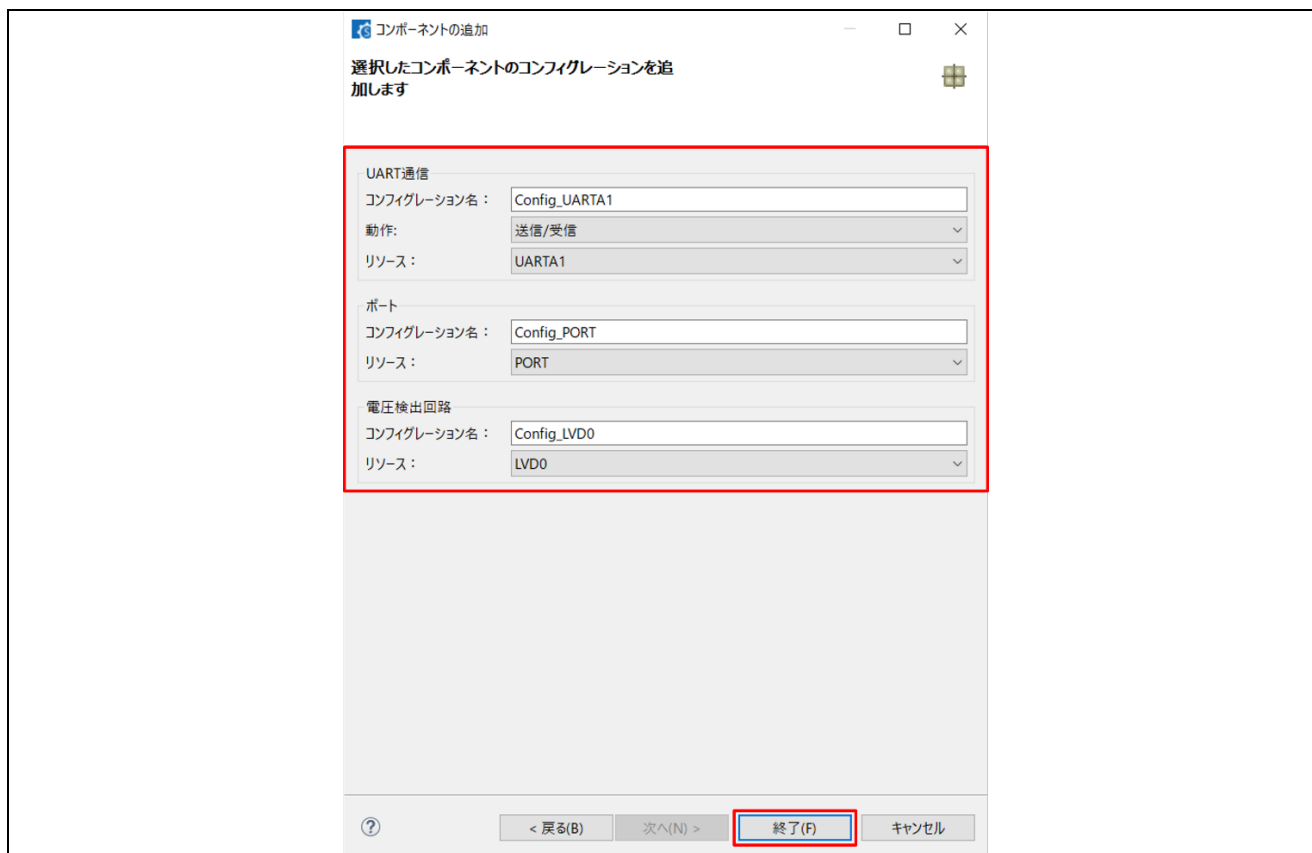 コンポーネントの追加
選択したコンポーネントのコンフィグレーションを追
加します
UART通信
コンフィグレーション名：
Config_UARTA1
動作:
送信/受信
リソース：
UARTA1
ポート
コンフィグレーション名：
Config_PORT
リソース：
PORT
電圧検出回路
コンフィグレーション名：
Config_LVD0
リソース：
LVD0
< 戻る(B)
次へ(N) >
終了(F)
キャンセル